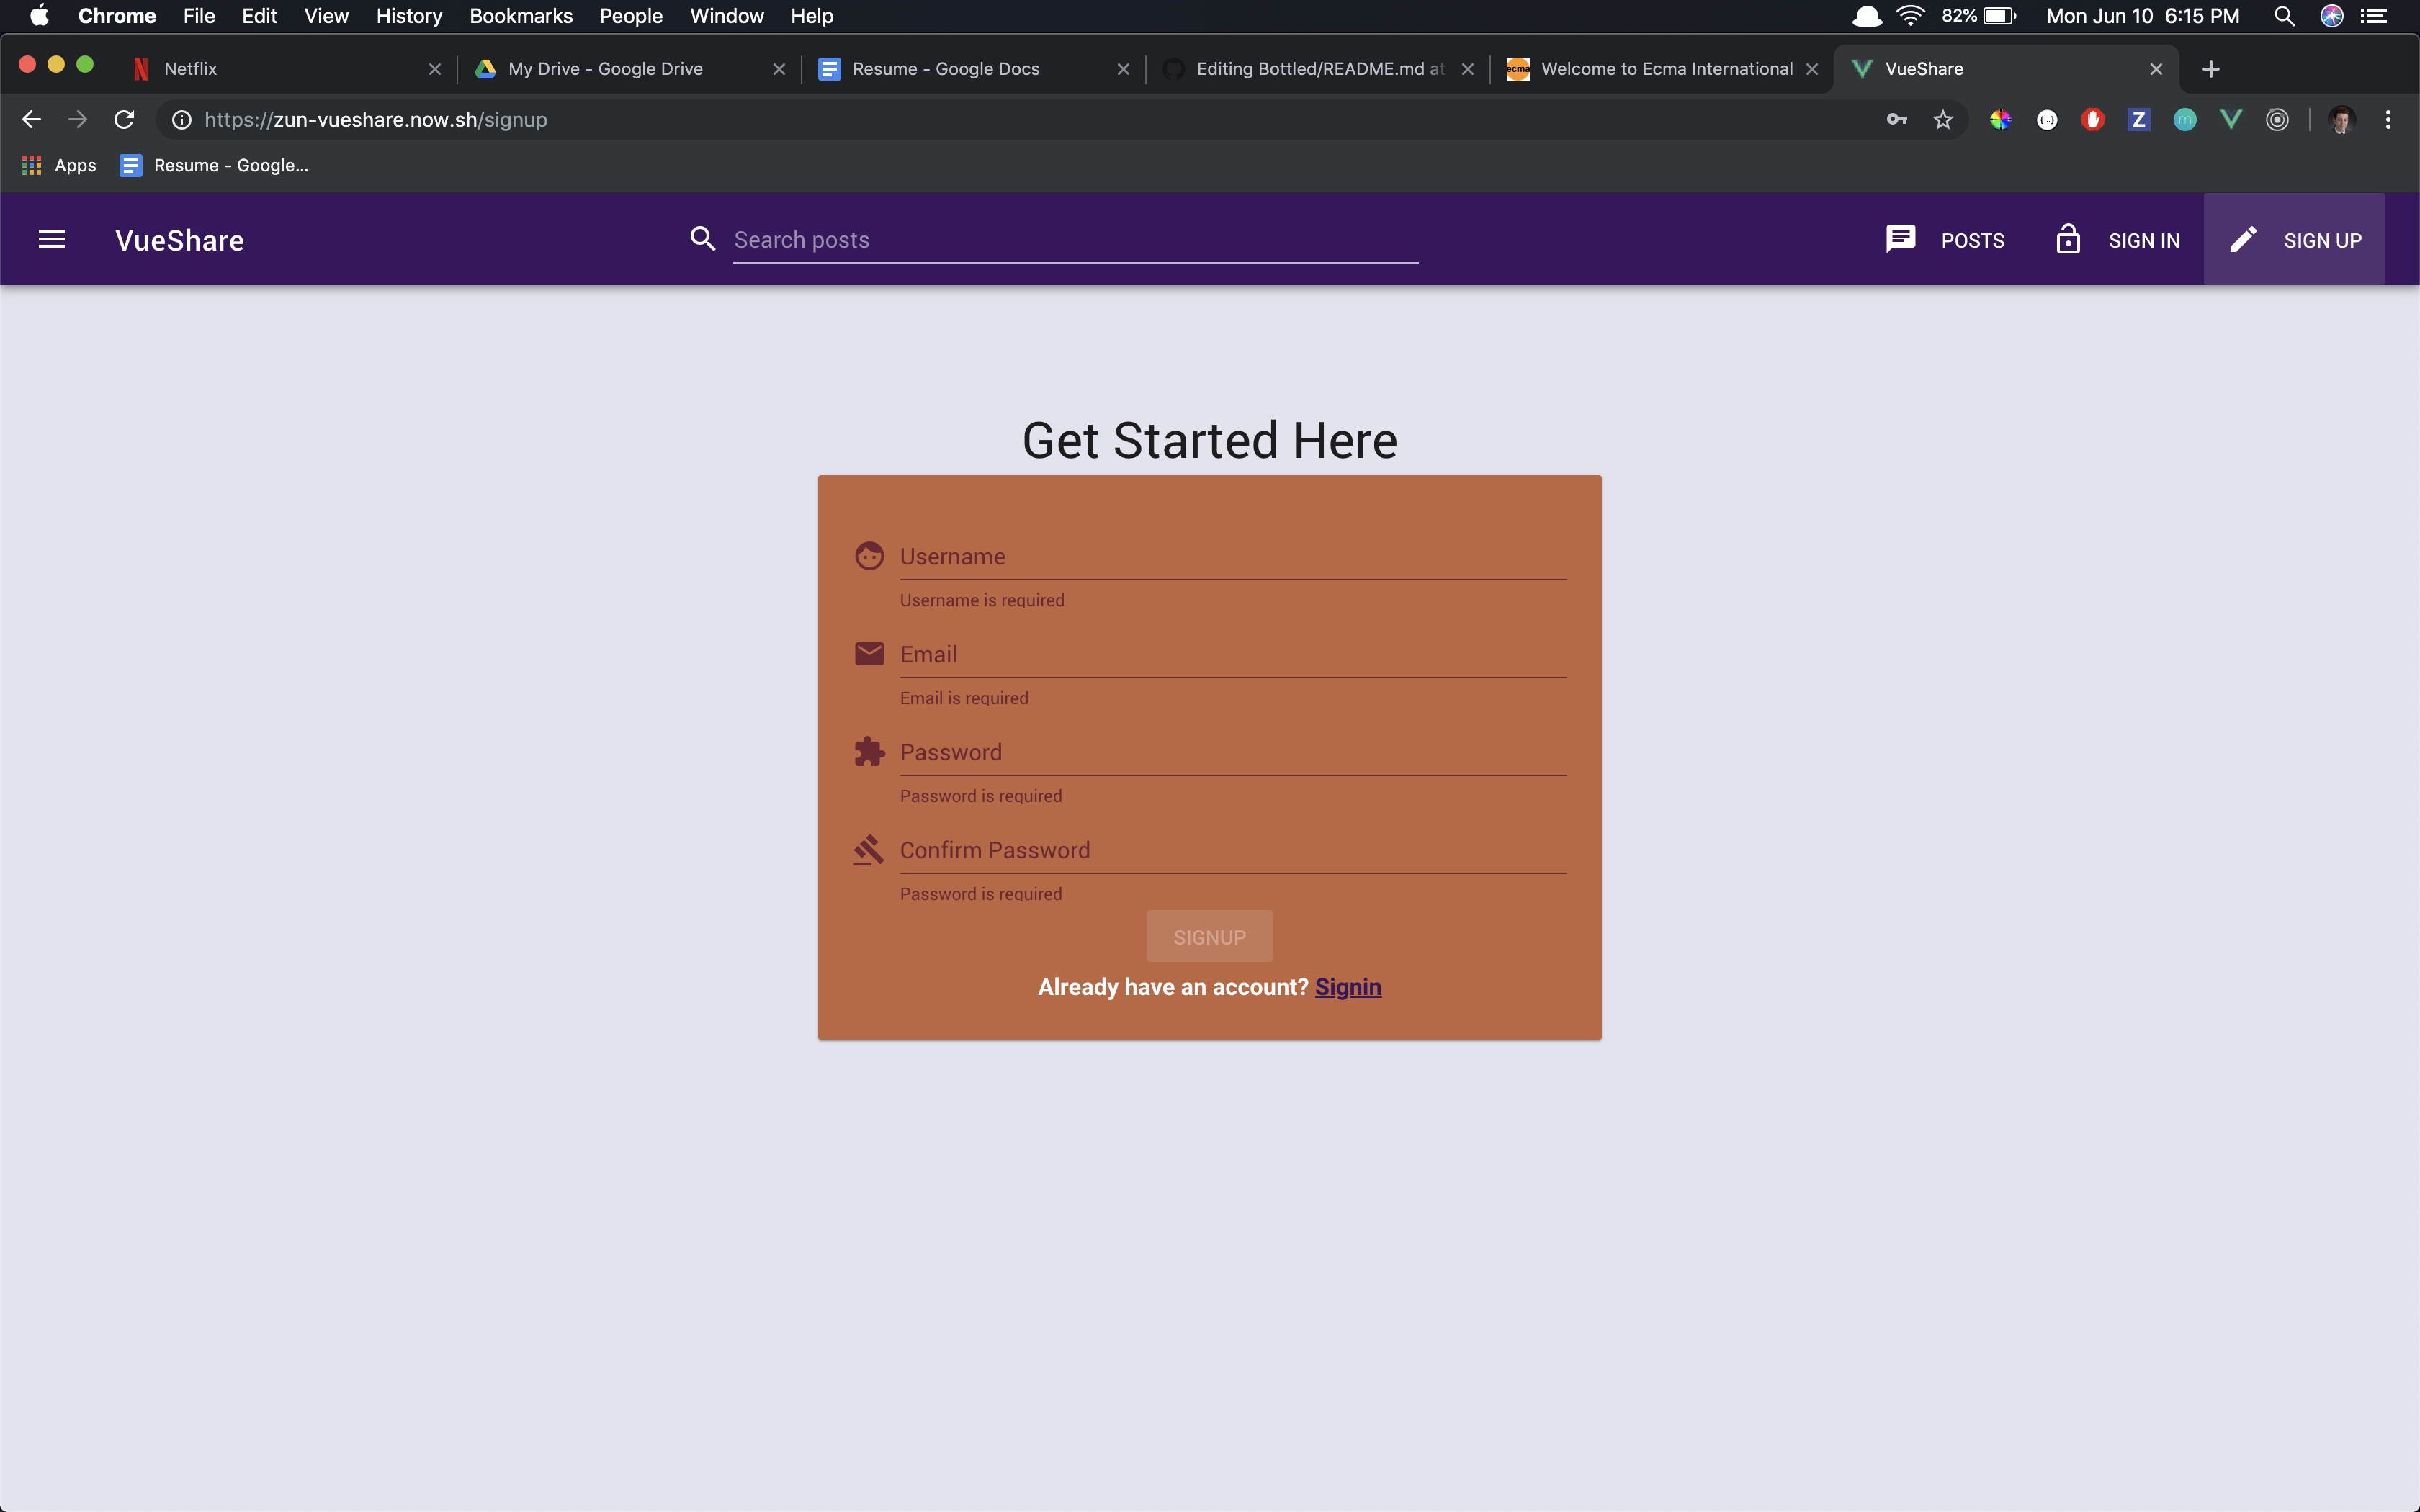 Chrome File Edit View History Bookmarks People Window Help 82% Mon Jun 10 6:15 PM
Netflix My Drive - Google Drive Resume - Google Docs Editing Bottled/README.md at ecma Welcome to Ecma International VueShare
https://zun-vueshare.now.sh/signup Z m
Apps Resume - Google...
VueShare Search posts POSTS SIGN IN SIGN UP
Get Started Here
Username
Username is required
Email
Email is required
Password
Password is required
Confirm Password
Password is required
SIGNUP
Already have an account? Signin